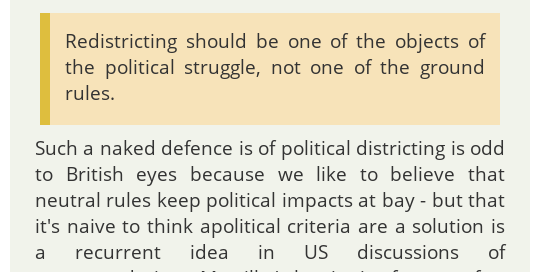 Redistricting should be one of the objects of
the political struggle, not one of the ground
rules.
Such a naked defence is of political districting is odd
to British eyes because we like to believe that
neutral rules keep political impacts at bay - but that
it's naive to think apolitical criteria are a solution is
a recurrent idea in US discussions of